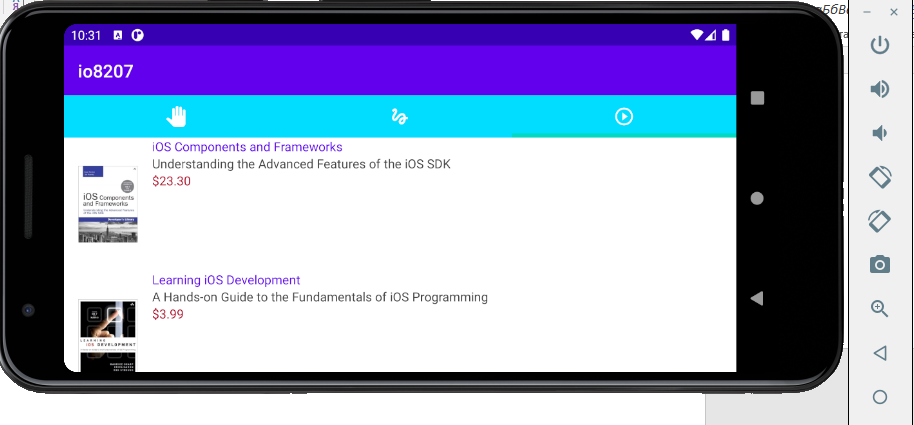 10:31
io8207
iOS Components and Frameworks
Understanding the Advanced Features of the iOS SDK
$23.30
iOS Components
and Frameworks
Learning iOS Development
A Hands-on Guide to the Fundamentals of iOS Programming
$3.99
LEARNING
iOS DEVELOPMENT